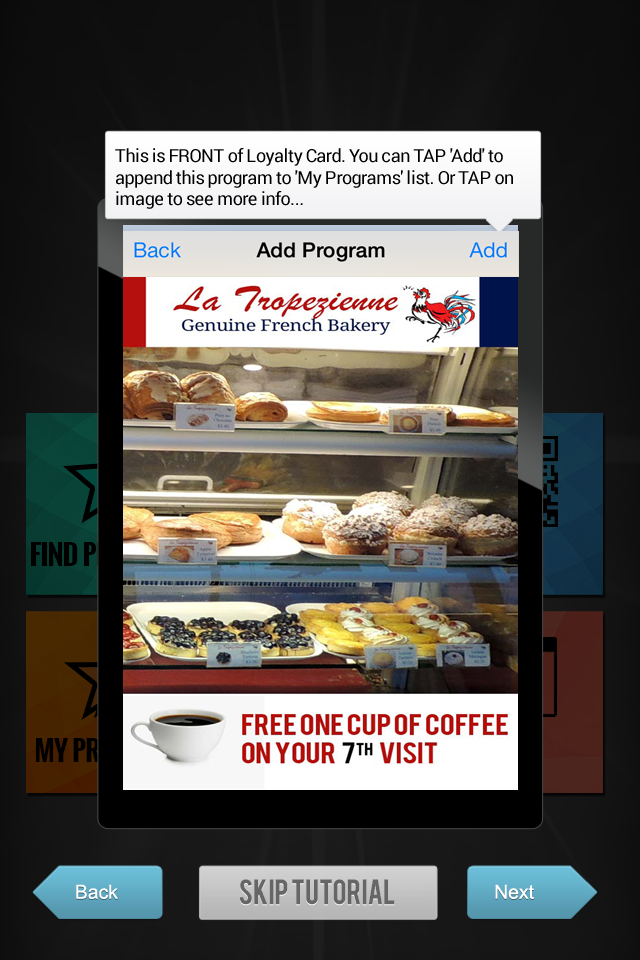 This is FRONT of Loyalty Card. You can TAP 'Add' to
append this program to 'My Programs' list. Or TAP on
image to see more info...
Back
Add Program
Add
La Tropezienne
Genuine French Bakery
FIND P
MY PR
FREE ONE CUP OF COFFEE
ON YOUR 7TH VISIT
Back
SKIP TUTORIAL
Next